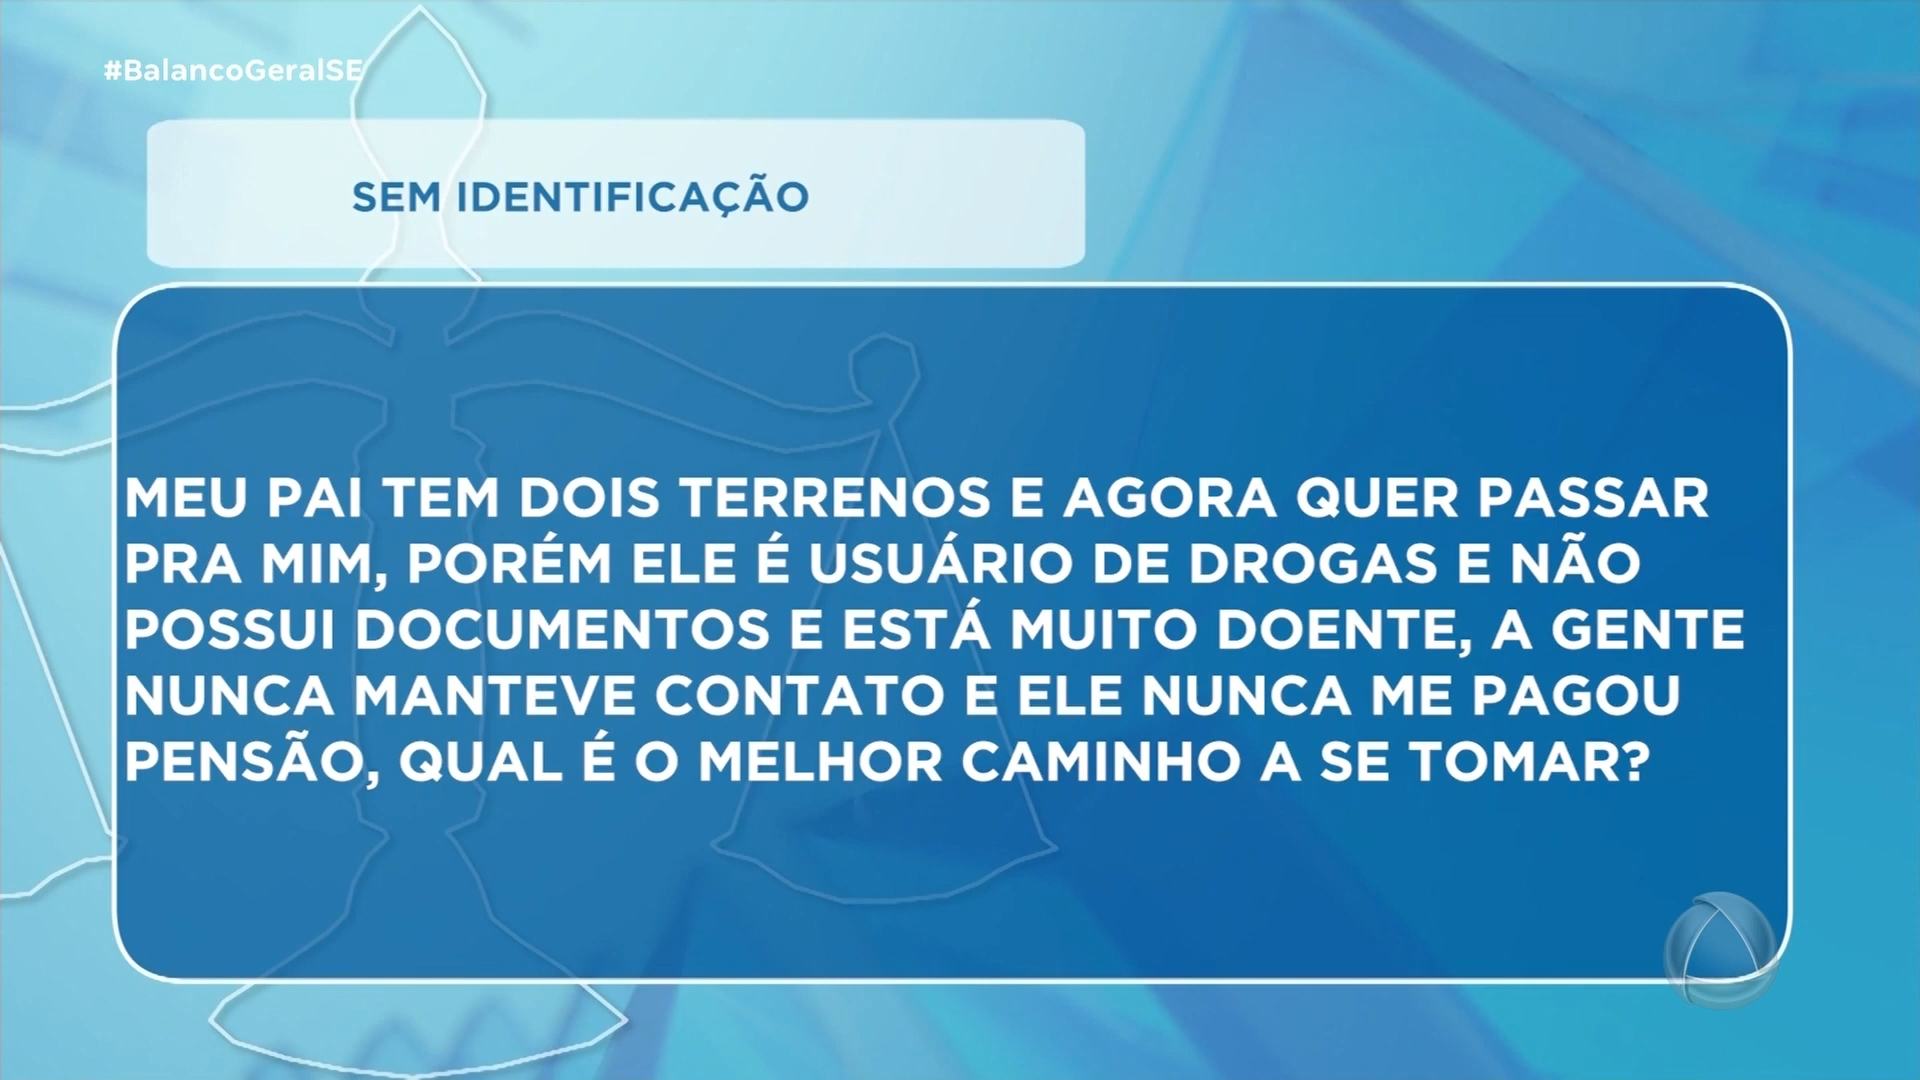 #BalancoGeralSE
SEM IDENTIFICAÇÃO
MEU PAI TEM DOIS TERRENOS E AGORA QUER PASSAR
PRA MIM, PORÉM ELE É USUÁRIO DE DROGAS E NÃO
POSSUI DOCUMENTOS E ESTÁ MUITO DOENTE, A GENTE
NUNCA MANTEVE CONTATO E ELE NUNCA ME PAGOU
PENSÃO, QUAL É O MELHOR CAMINHO A SE TOMAR?